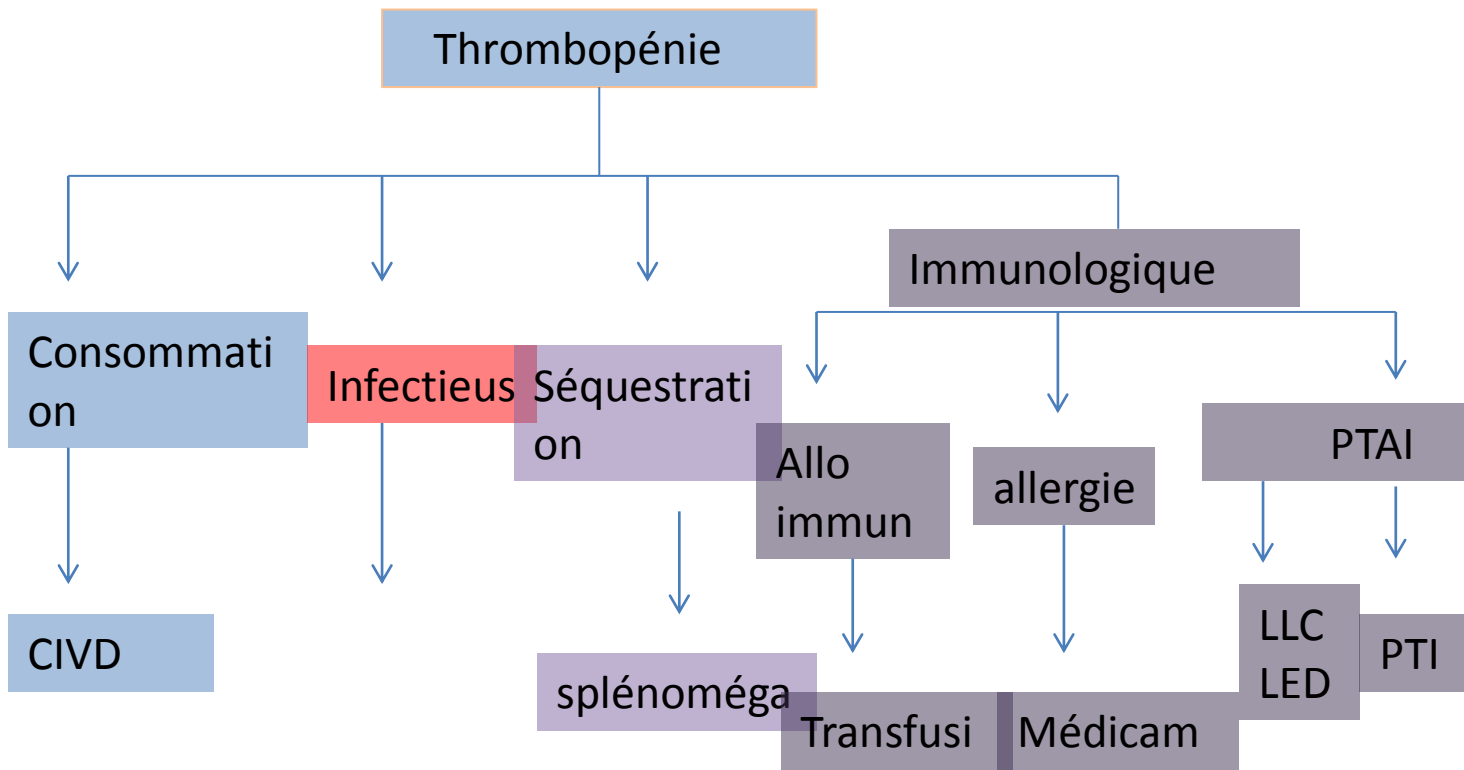 Thrombopénie
Immunologique
Consommati
on
Infectieus
Séquestrati
on
Allo
immun
allergie
PTAI
CIVD
splénoméga
Transfusi
Médicam
LLC
LED
PTI